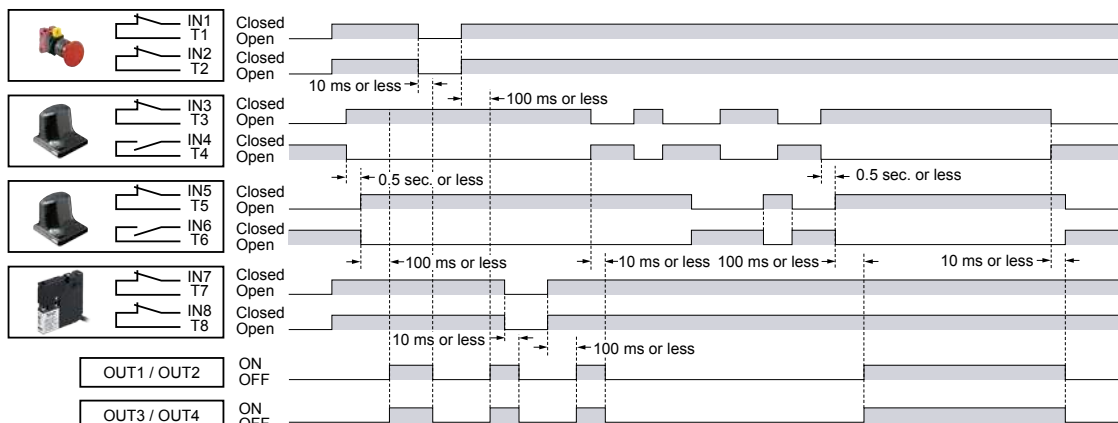 IN1 Closed
T1 Open
IN2 Closed
T2 Open
10 ms or less
100 ms or less
IN3 Closed
T3 Open
IN4 Closed
T4 Open
0.5 sec. or less
0.5 sec. or less
IN5 Closed
T5 Open
IN6 Closed
T6 Open
100 ms or less
10 ms or less
100 ms or less
10 ms or less
IN7 Closed
T7 Open
IN8 Closed
T8 Open
10 ms or less
100 ms or less
OUT1 / OUT2 ON
OFF
OUT3 / OUT4 ON
OFF